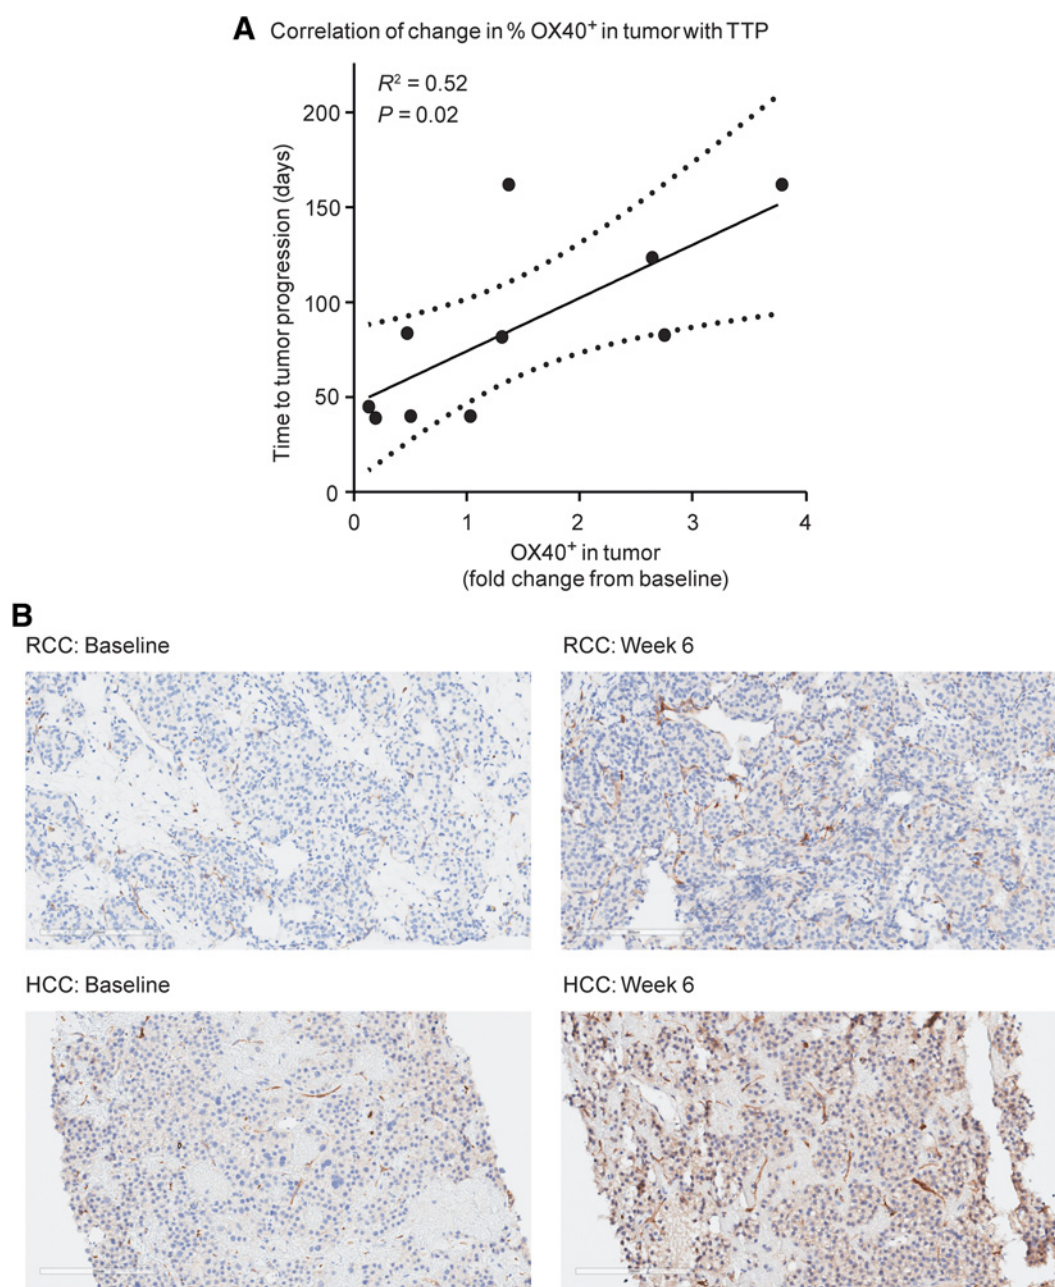 A Correlation of change in % OX40⁺ in tumor with TTP
R² = 0.52
P = 0.02
Time to tumor progression (days)
200
150
100
50
0
0 1 2 3 4
OX40⁺ in tumor
(fold change from baseline)
B
RCC: Baseline RCC: Week 6
HCC: Baseline HCC: Week 6